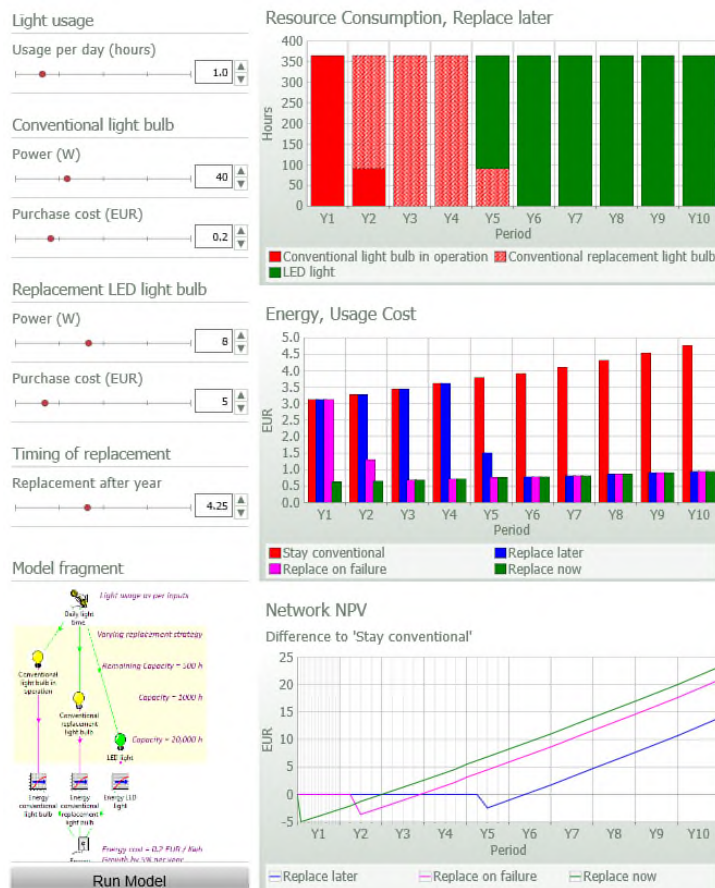 Light usage
Usage per day (hours)
1.0
Conventional light bulb
Power (W)
40
Purchase cost (EUR)
0.2
Replacement LED light bulb
Power (W)
8
Purchase cost (EUR)
5
Timing of replacement
Replacement after year
4.25
Model fragment
Light usage as per inputs
Daily light
time
Varying replacement strategy
Remaining Capacity = 500 h
Conventional
light bulb in
operation
Capacity = 1000 h
Conventional
replacement
light bulb
Capacity = 20,000 h
LED light
Energy
conventional
light bulb
Energy
conventional
replacement
light bulb
Energy LED
light
Energy cost = 0.2 EUR / Kwh
Growth by 5% per year
Energy
Run Model
Resource Consumption, Replace later
400
350
300
250
200
150
100
50
0
Hours
Y1 Y2 Y3 Y4 Y5 Y6 Y7 Y8 Y9 Y10
Period
Conventional light bulb in operation Conventional replacement light bulb
LED light
Energy, Usage Cost
5.0
4.5
4.0
3.5
3.0
2.5
2.0
1.5
1.0
0.5
0.0
EUR
Y1 Y2 Y3 Y4 Y5 Y6 Y7 Y8 Y9 Y10
Period
Stay conventional Replace later
Replace on failure Replace now
Network NPV
Difference to 'Stay conventional'
25
20
15
10
5
0
-5
EUR
Y1 Y2 Y3 Y4 Y5 Y6 Y7 Y8 Y9 Y10
Period
Replace later Replace on failure Replace now